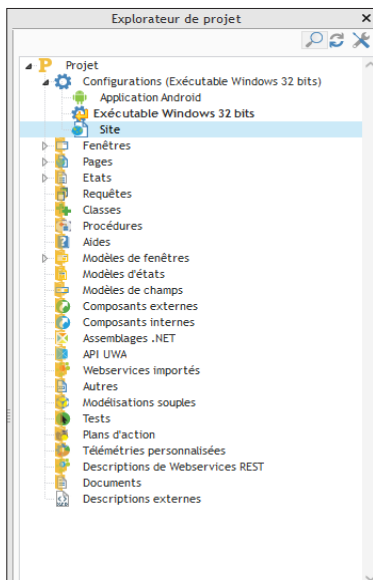 Explorateur de projet
Projet
Configurations (Exécutable Windows 32 bits)
Application Android
Exécutable Windows 32 bits
Site
Fenêtres
Pages
Etats
Requêtes
Classes
Procédures
Aides
Modèles de fenêtres
Modèles d'états
Modèles de champs
Composants externes
Composants internes
Assemblages .NET
API UWA
Webservices importés
Autres
Modélisations souples
Tests
Plans d'action
Télémétries personnalisées
Descriptions de Webservices REST
Documents
Descriptions externes